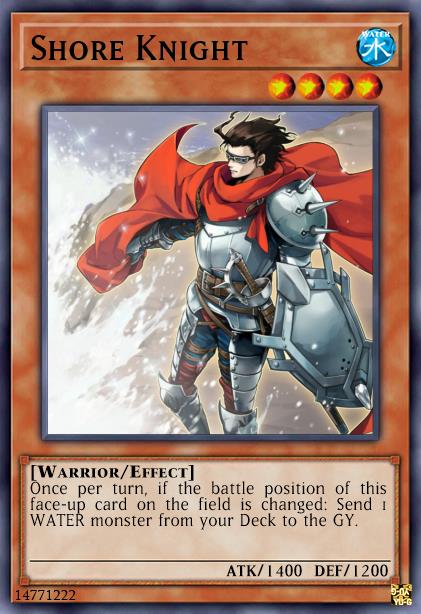 Shore Knight
WATER
水
[Warrior/Effect]
Once per turn, if the battle position of this
face-up card on the field is changed: Send 1
WATER monster from your Deck to the GY.
ATK/1400 DEF/1200
14771222